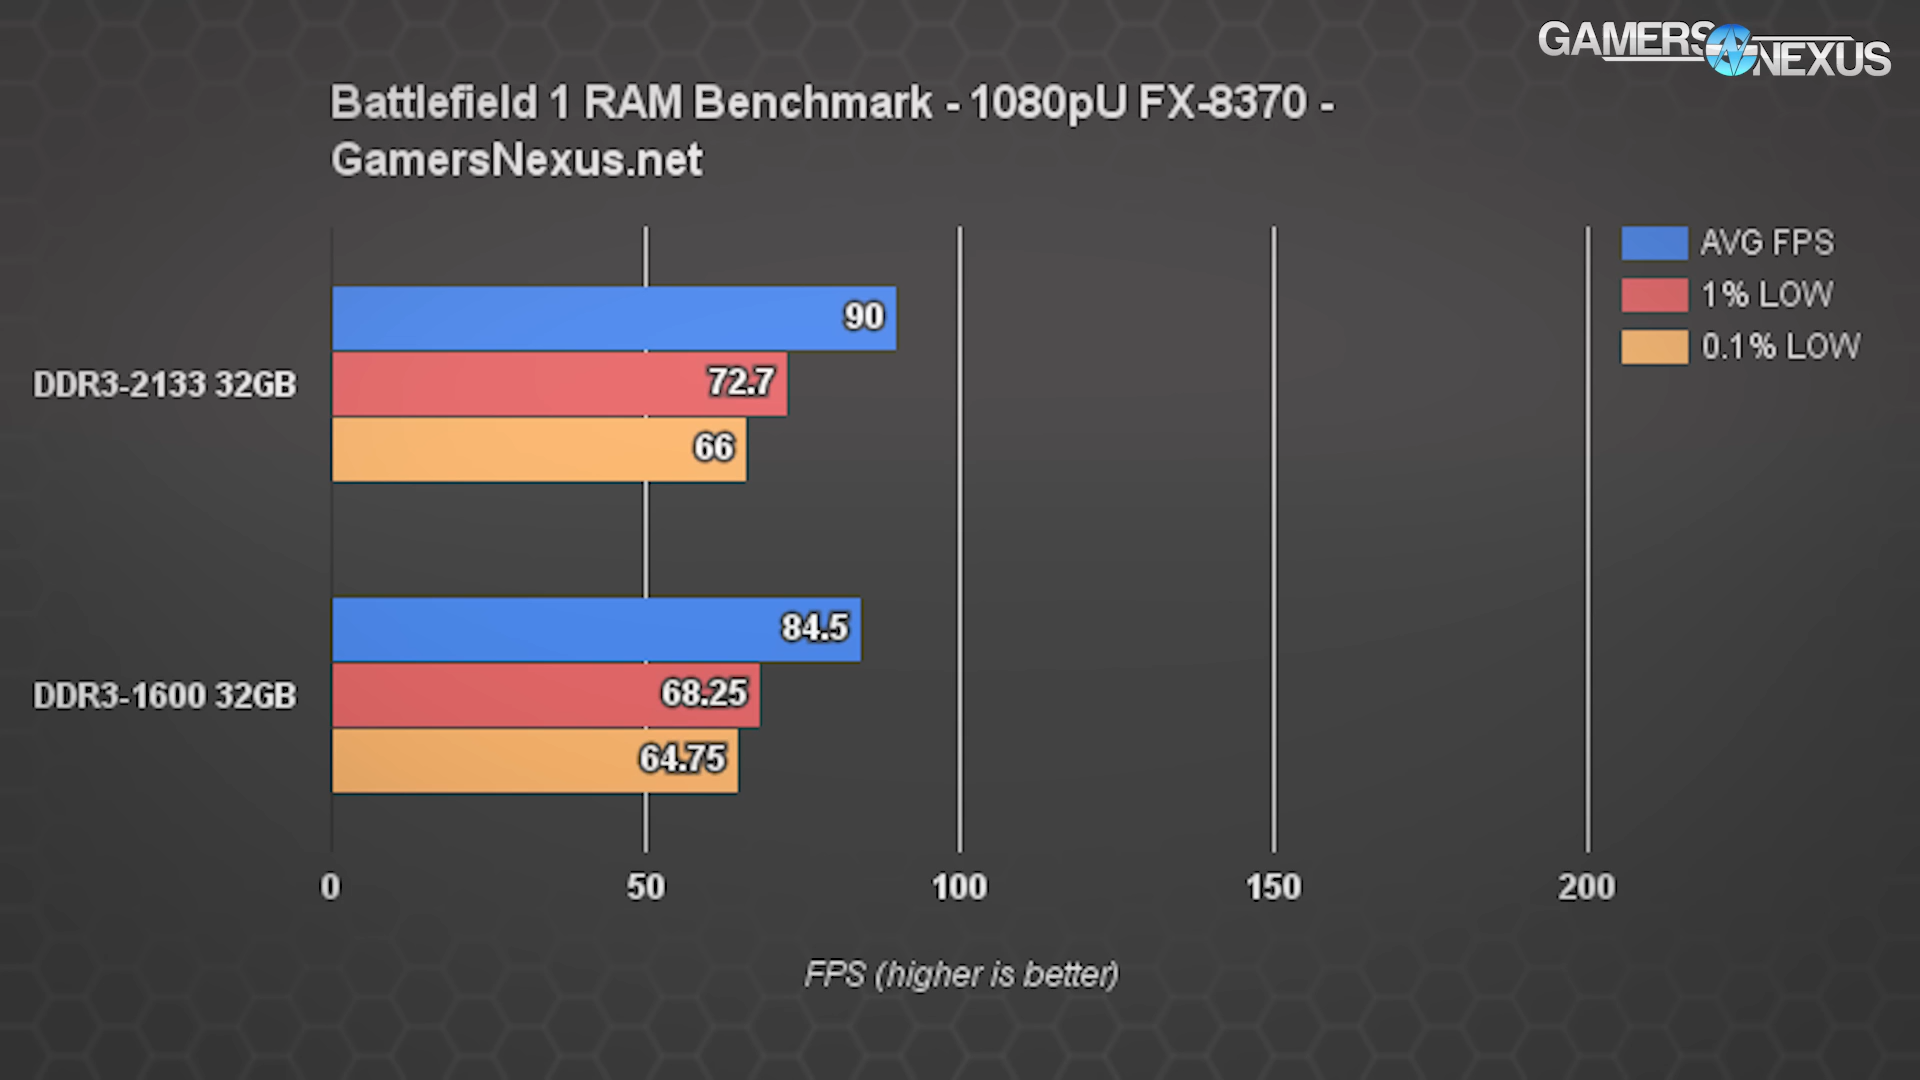 GAMERS NEXUS
Battlefield 1 RAM Benchmark - 1080pU FX-8370 -
GamersNexus.net
AVG FPS
1% LOW
0.1% LOW
90
DDR3-2133 32GB
72.7
66
84.5
DDR3-1600 32GB
68.25
64.75
0 50 100 150 200
FPS (higher is better)